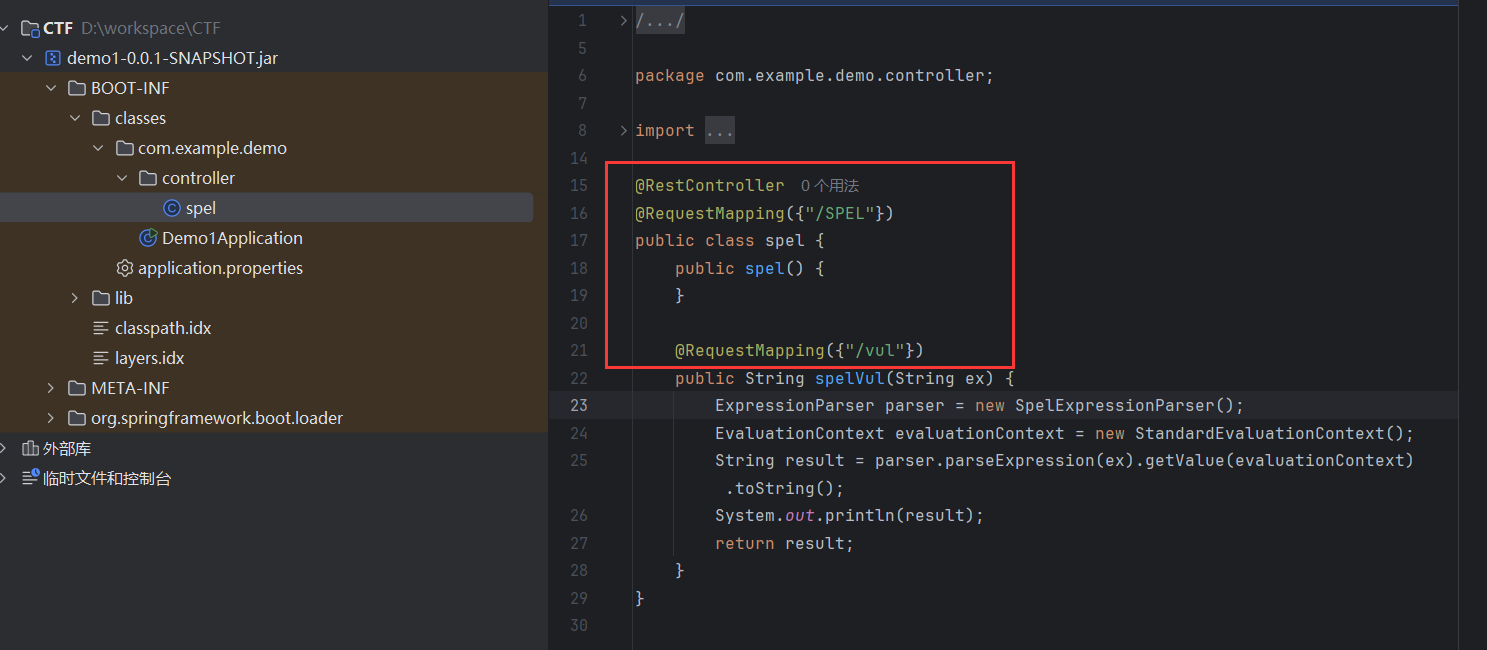 CTF D:\workspace\CTF
demo1-0.0.1-SNAPSHOT.jar
BOOT-INF
classes
com.example.demo
controller
spel
Demo1Application
application.properties
lib
classpath.idx
layers.idx
META-INF
org.springframework.boot.loader
外部库
临时文件和控制台
1 /.../
5
6 package com.example.demo.controller;
7
8 import ...
14
15 @RestController 0 个用法
16 @RequestMapping({"/SPEL"})
17 public class spel {
18 public spel() {
19 }
20
21 @RequestMapping({"/vul"})
22 public String spelVul(String ex) {
23 ExpressionParser parser = new SpelExpressionParser();
24 EvaluationContext evaluationContext = new StandardEvaluationContext();
25 String result = parser.parseExpression(ex).getValue(evaluationContext)
.toString();
26 System.out.println(result);
27 return result;
28 }
29 }
30